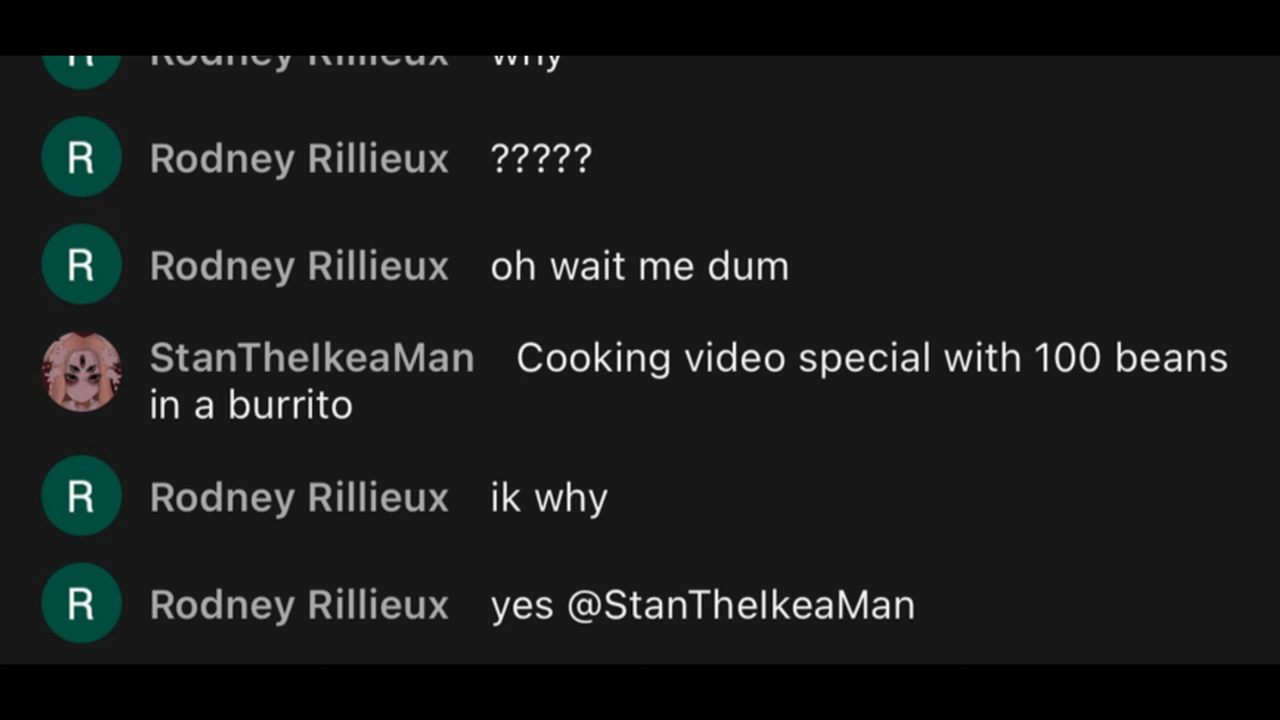 Rodney Rillieux why
R Rodney Rillieux ?????
R Rodney Rillieux oh wait me dum
StanTheIkeaMan Cooking video special with 100 beans
in a burrito
R Rodney Rillieux ik why
R Rodney Rillieux yes @StanTheIkeaMan